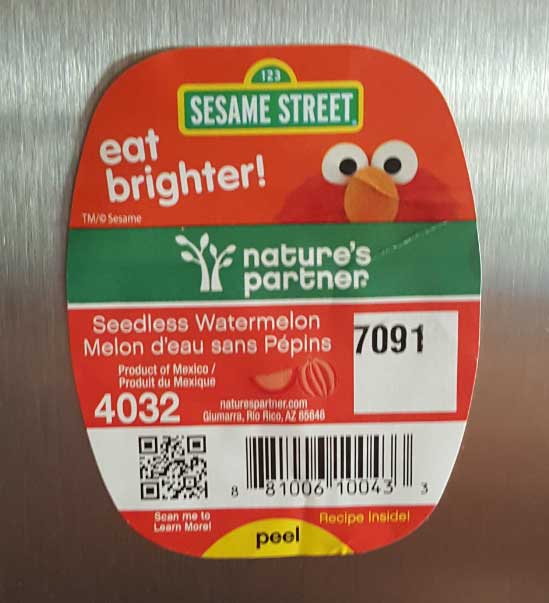 123
SESAME STREET
eat
brighter!
TM/© Sesame
nature's
partner
Seedless Watermelon
Melon d'eau sans Pépins
7091
Product of Mexico /
Produit du Mexique
4032
naturespartner.com
Giumarra, Rio Rico, AZ 85648
8 81006 10043 3
Scan me to
Learn More!
Recipe Inside!
peel